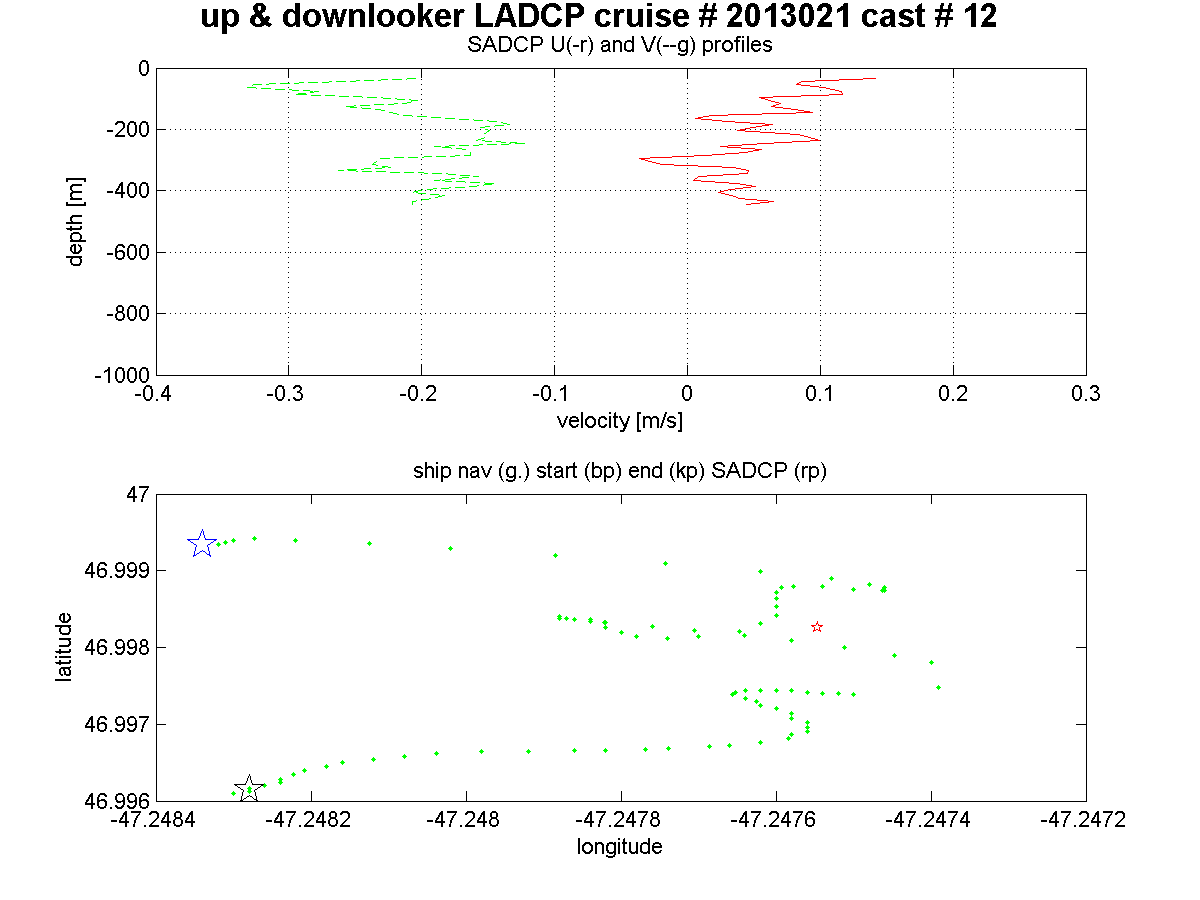 up & downlooker LADCP cruise # 2013021 cast # 12
SADCP U(-r) and V(--g) profiles
0
-200
-400
-600
-800
-1000
depth [m]
-0.4 -0.3 -0.2 -0.1 0 0.1 0.2 0.3
velocity [m/s]
ship nav (g.) start (bp) end (kp) SADCP (rp)
47
46.999
46.998
46.997
46.996
latitude
-47.2484 -47.2482 -47.248 -47.2478 -47.2476 -47.2474 -47.2472
longitude